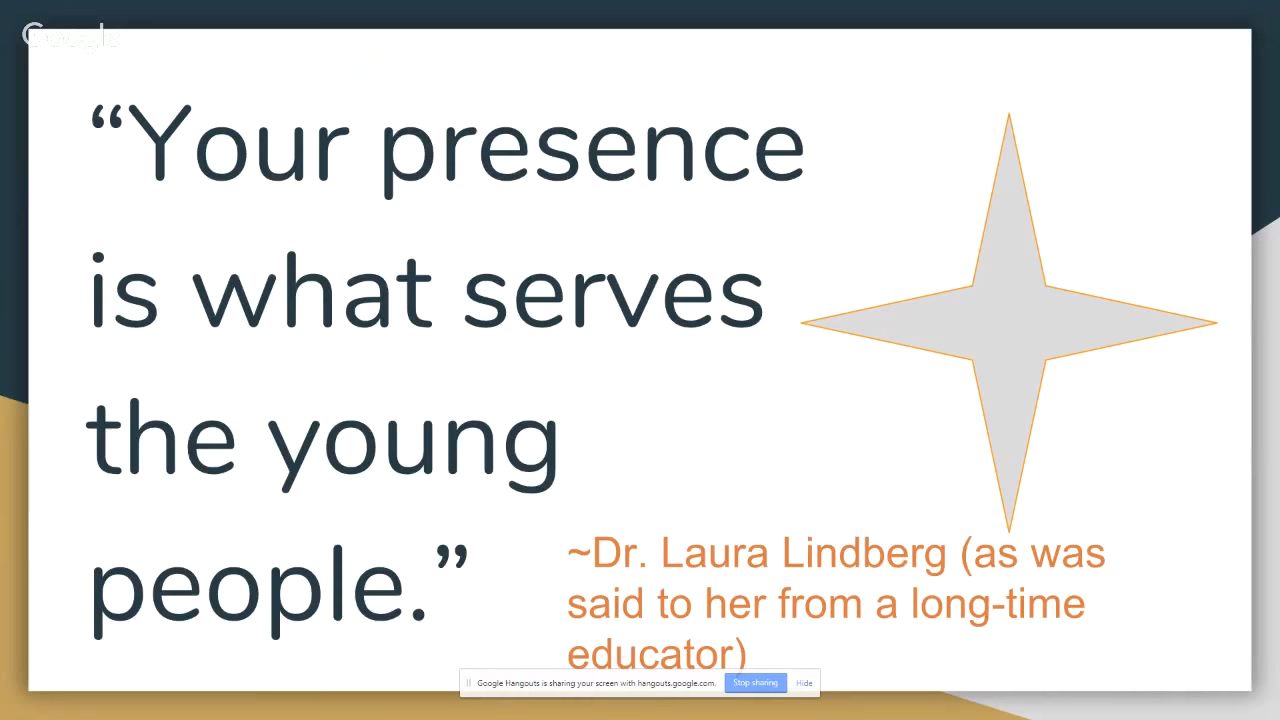 Google
“Your presence
is what serves
the young
people.”
~Dr. Laura Lindberg (as was
said to her from a long-time
educator)
Google Hangouts is sharing your screen with hangouts.google.com.
Stop sharing
Hide